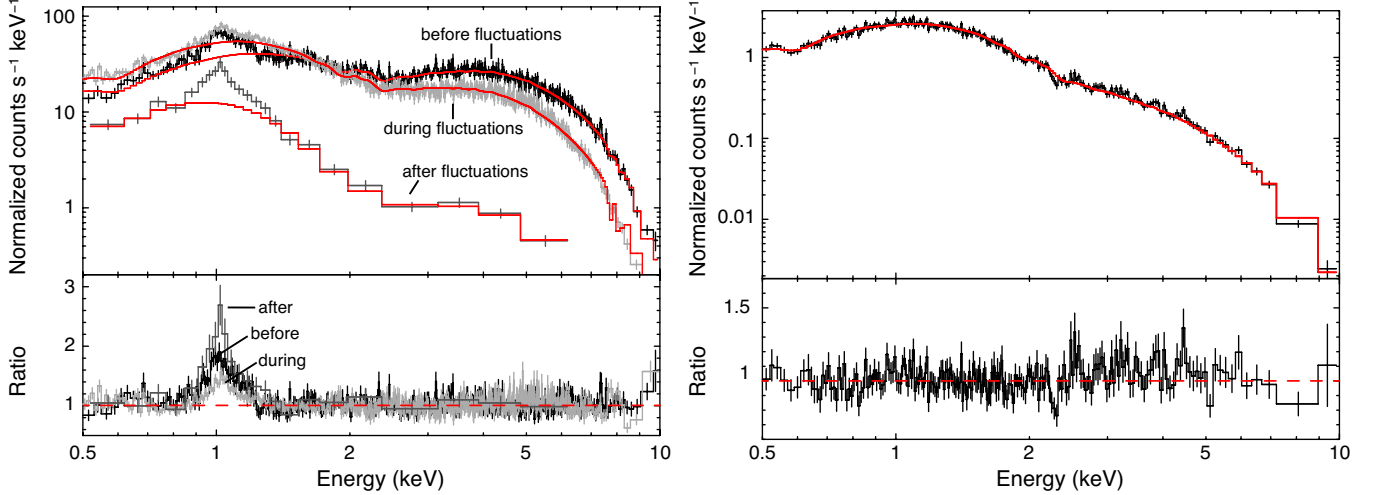 Normalized counts s⁻¹ keV⁻¹
100
10
1
before fluctuations
during fluctuations
after fluctuations
Ratio
3
2
1
after
before
during
0.5
1
2
5
10
Energy (keV)
Normalized counts s⁻¹ keV⁻¹
1
0.1
0.01
Ratio
1.5
1
0.5
1
2
5
10
Energy (keV)